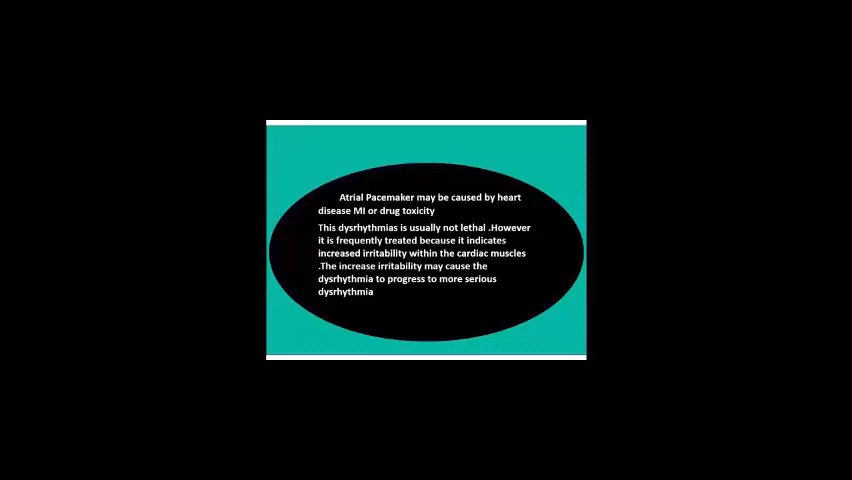 Atrial Pacemaker may be caused by heart
disease MI or drug toxicity
This dysrhythmias is usually not lethal .However
it is frequently treated because it indicates
increased irritability within the cardiac muscles
.The increase irritability may cause the
dysrhythmia to progress to more serious
dysrhythmia